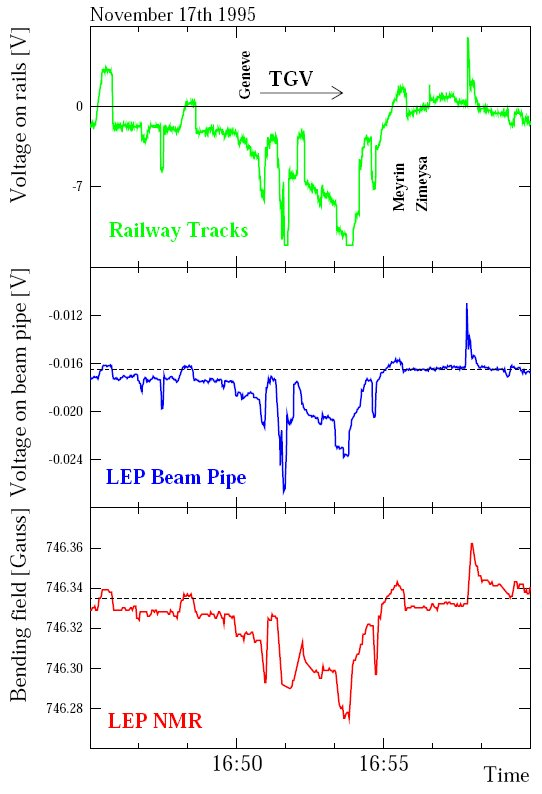 November 17th 1995
Voltage on rails [V]
0
-7
Geneve
TGV
Meyrin
Zimeysa
Railway Tracks
Voltage on beam pipe [V]
-0.012
-0.016
-0.020
-0.024
LEP Beam Pipe
Bending field [Gauss]
746.36
746.34
746.32
746.30
746.28
LEP NMR
16:50
16:55
Time